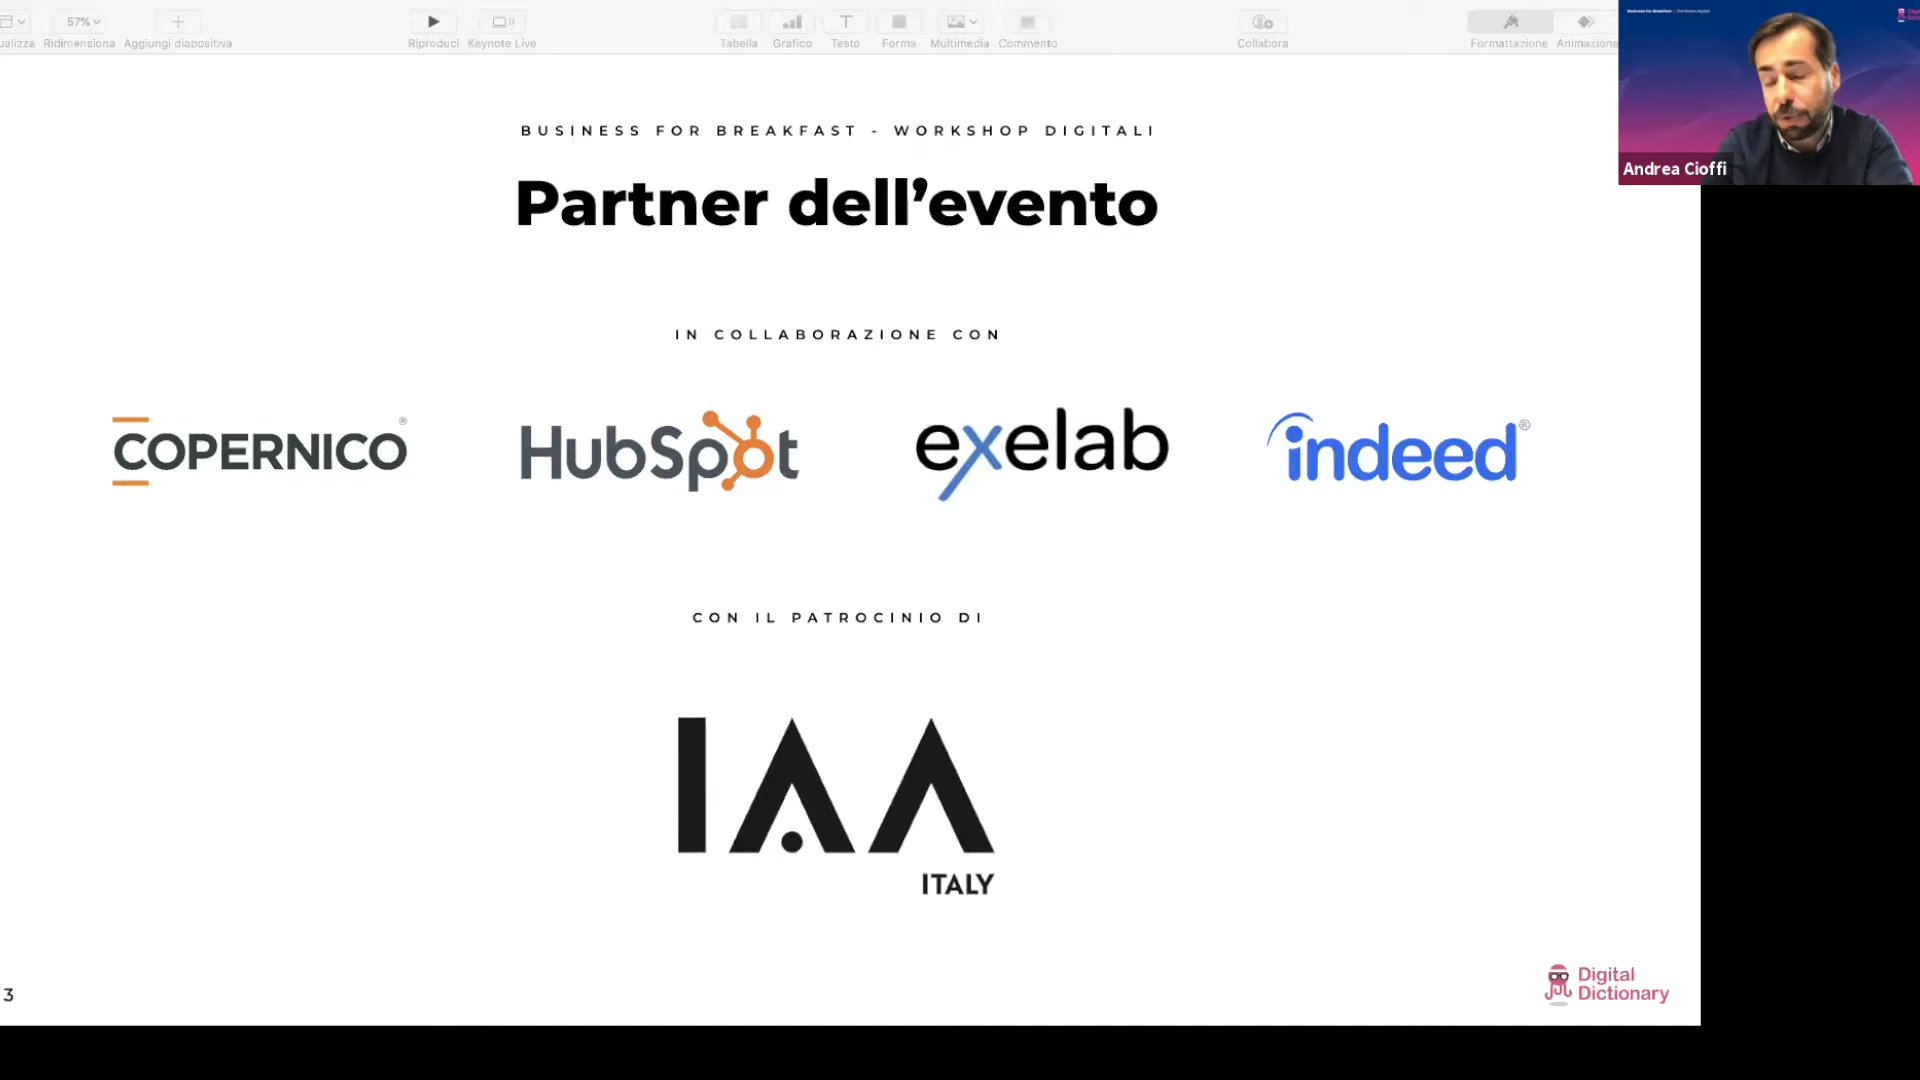 57%
ualizza
Ridimensiona
Aggiungi diapositiva
Riproduci
Keynote Live
Tabella
Grafico
Testo
Forma
Multimedia
Commento
Collabora
Formattazione
Animazione
BUSINESS FOR BREAKFAST - WORKSHOP DIGITALI
Partner dell’evento
Andrea Cioffi
IN COLLABORAZIONE CON
COPERNICO®
HubSpot
exelab
indeed®
CON IL PATROCINIO DI
IAA
ITALY
3
Digital
Dictionary